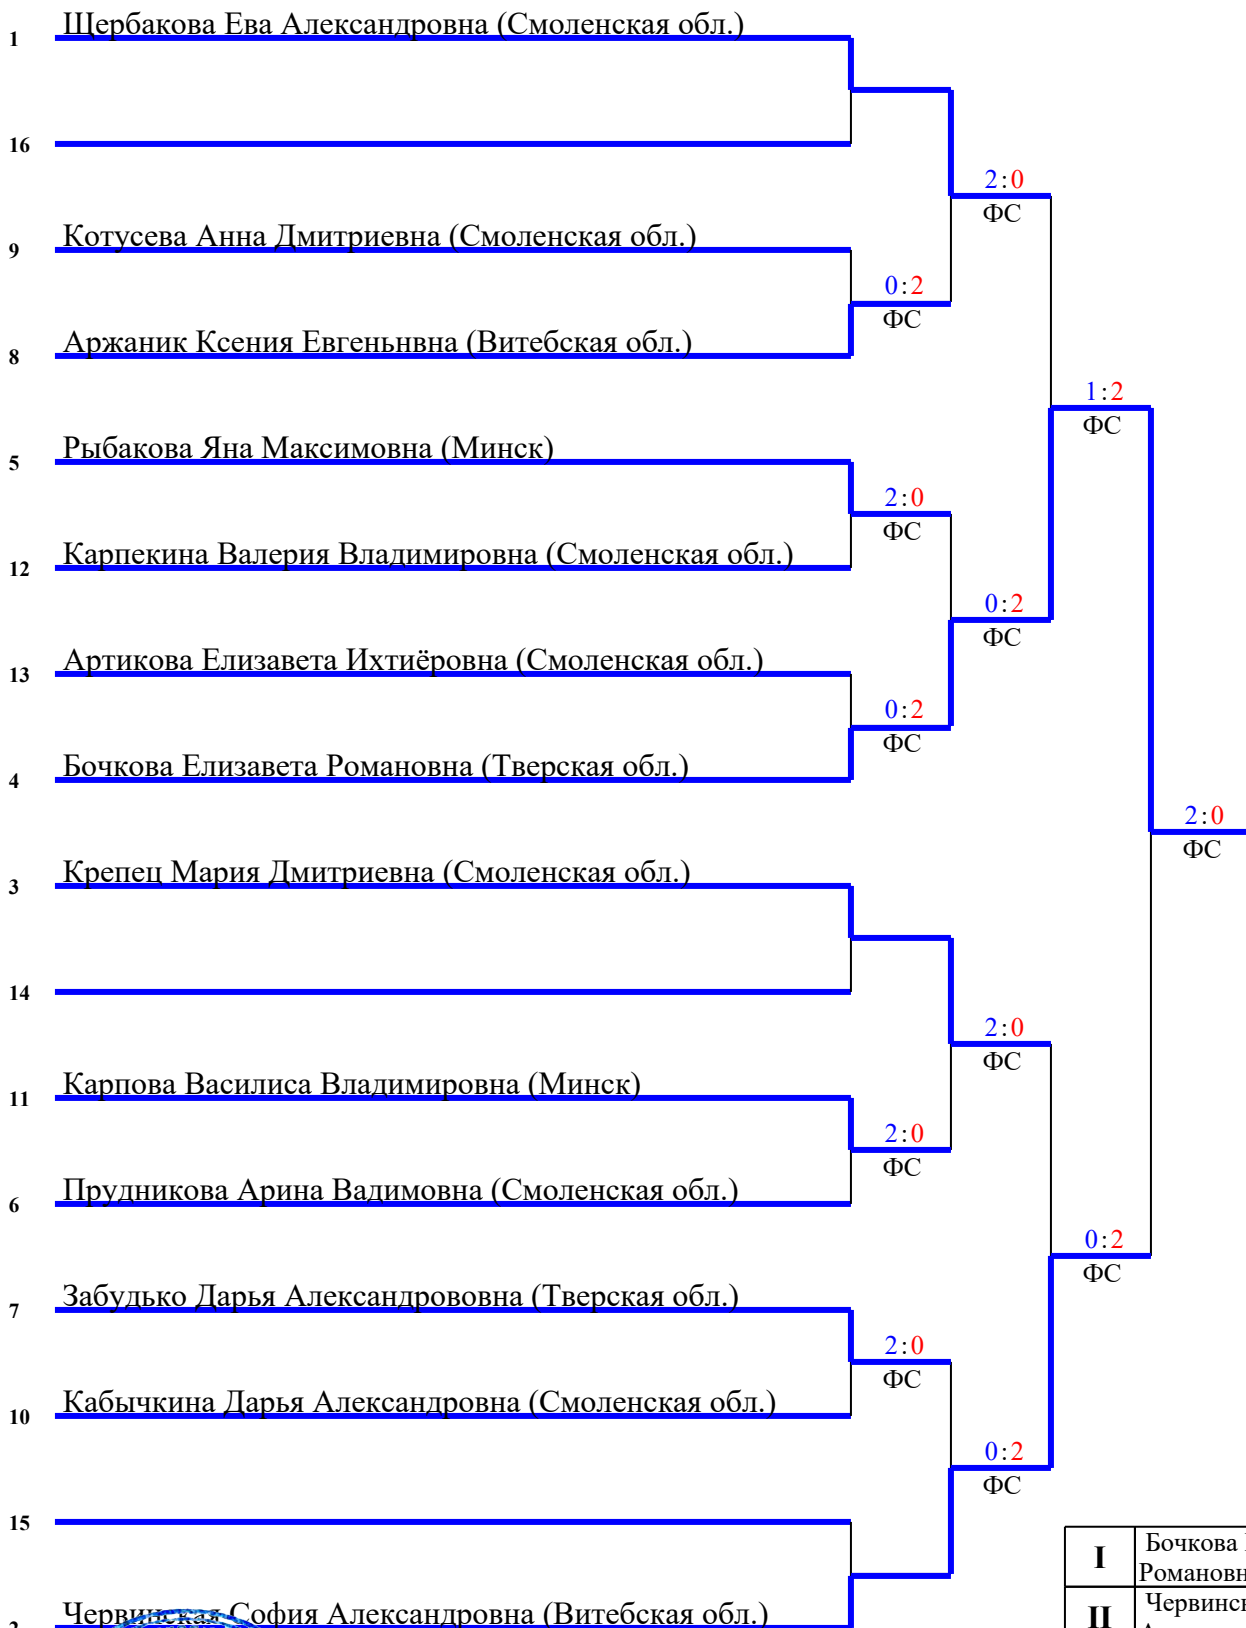 Щербакова Ева Александровна (Смоленская обл.)
1
16
2:0
ФС
Котусева Анна Дмитриевна (Смоленская обл.)
9
0:2
ФС
Аржаник Ксения Евгеньнвна (Витебская обл.)
8
1:2
ФС
Рыбакова Яна Максимовна (Минск)
5
2:0
ФС
Карпекина Валерия Владимировна (Смоленская обл.)
12
0:2
ФС
Артикова Елизавета Ихтиёровна (Смоленская обл.)
13
0:2
ФС
Бочкова Елизавета Романовна (Тверская обл.)
4
2:0
ФС
Крепец Мария Дмитриевна (Смоленская обл.)
3
14
2:0
ФС
Карпова Василиса Владимировна (Минск)
11
2:0
ФС
Прудникова Арина Вадимовна (Смоленская обл.)
6
0:2
ФС
Забудько Дарья Александрововна (Тверская обл.)
7
2:0
ФС
Кабычкина Дарья Александровна (Смоленская обл.)
10
0:2
ФС
15
I
Бочкова
Романовн
Червинская София Александровна (Витебская обл.)
II
Червинс